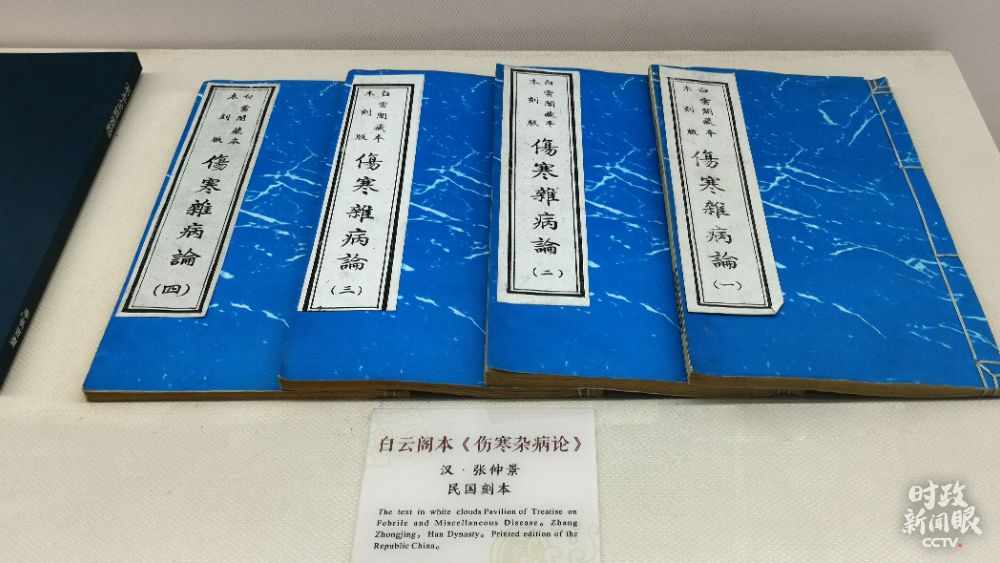 白雲閣藏本
木刻版
傷寒雜病論
(四)
白雲閣藏本
木刻版
傷寒雜病論
(三)
白雲閣藏本
木刻版
傷寒雜病論
(二)
白雲閣藏本
木刻版
傷寒雜病論
(一)
白云阁本《伤寒杂病论》
汉·张仲景
民国刻本
The text in white clouds Pavilion of Treatise on
Febrile and Miscellaneous Disease。Zhang
Zhongjing, Han Dynasty。Printed edition of the
Republic China。
时政
新闻眼
CCTV